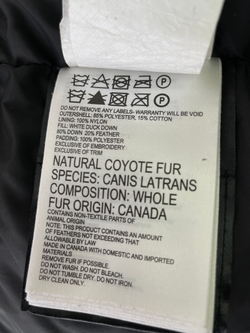 DO NOT REMOVE ANY LABELS- WARRANTY WILL BE VOID
OUTERSHELL: 85% POLYESTER, 15% COTTON
LINING: 100% NYLON
FILL: WHITE DUCK DOWN
80% DOWN 20% FEATHER
PADDING: 100% POLYESTER
EXCLUSIVE OF EMBROIDERY
EXCLUSIVE OF TRIM
NATURAL COYOTE FUR
SPECIES: CANIS LATRANS
COMPOSITION: WHOLE
FUR ORIGIN: CANADA
CONTAINS NON-TEXTILE PARTS OF
ANIMAL ORIGIN
NOTE: THIS PRODUCT CONTAINS AN AMOUNT
OF FEATHERS NOT EXCEEDING THAT
ALLOWABLE BY LAW
MADE IN CANADA WITH DOMESTIC AND IMPORTED
MATERIALS
REMOVE FUR IF POSSIBLE.
DO NOT WASH. DO NOT BLEACH.
DO NOT TUMBLE DRY. DO NOT IRON.
DRY CLEAN ONLY.